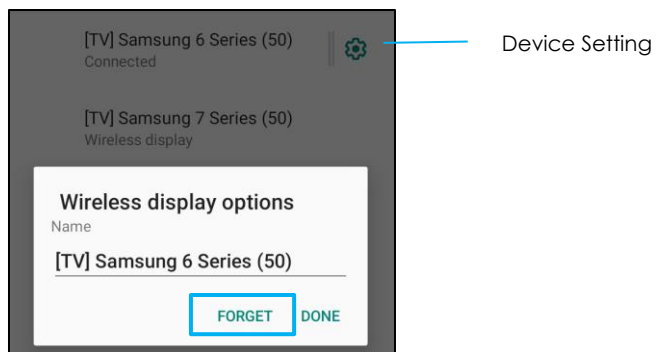 [TV] Samsung 6 Series (50)
Connected
Device Setting
[TV] Samsung 7 Series (50)
Wireless display
Wireless display options
Name
[TV] Samsung 6 Series (50)
FORGET DONE